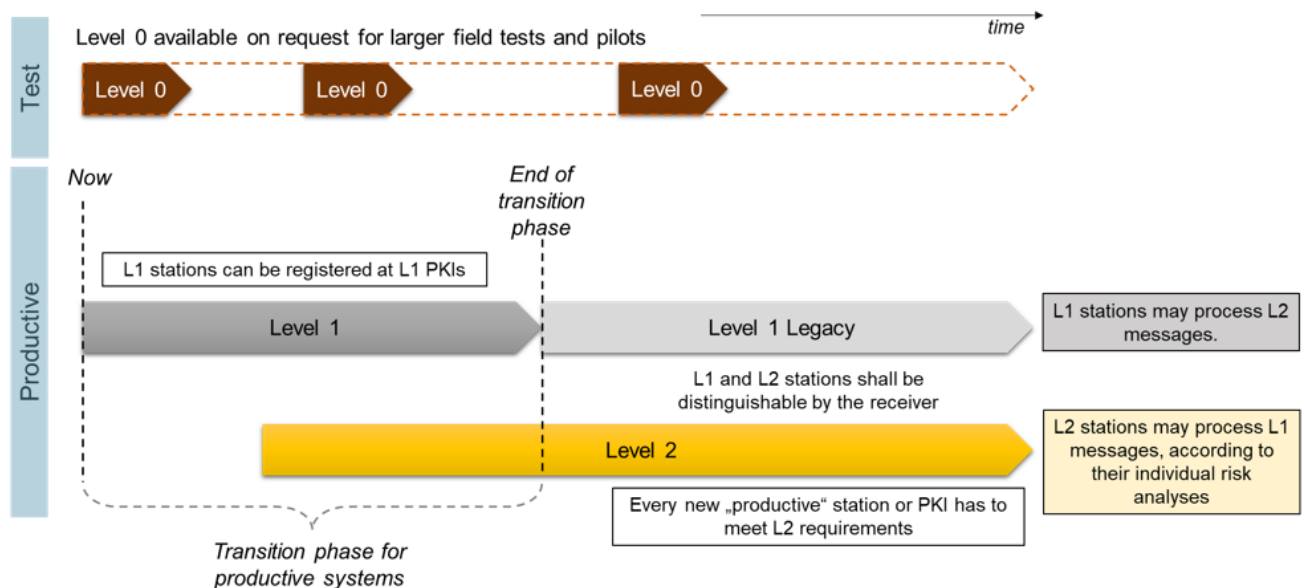 time
Level 0 available on request for larger field tests and pilots
Test
Level 0
Level 0
Level 0
Productive
Now
End of
transition
phase
L1 stations can be registered at L1 PKIs
Level 1
Level 1 Legacy
L1 stations may process L2
messages.
L1 and L2 stations shall be
distinguishable by the receiver
Level 2
L2 stations may process L1
messages, according to
their individual risk
analyses
Every new „productive“ station or PKI has to
meet L2 requirements
Transition phase for
productive systems